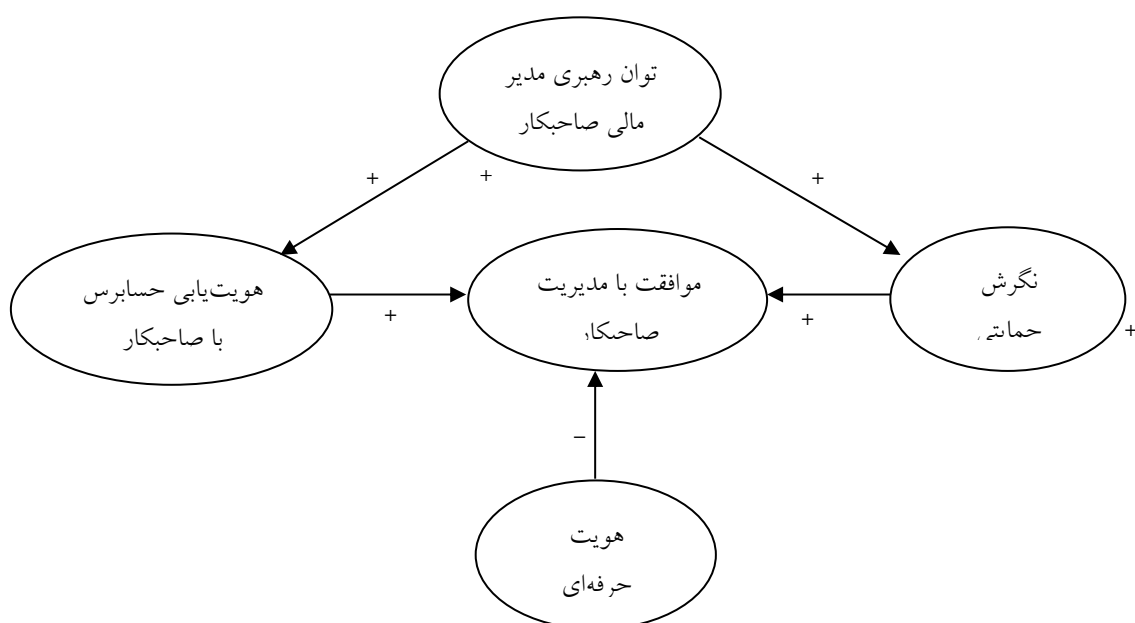 توان رهبری مدیر
مالی صاحبکار
+
+
+
هویت‌یابی حسابرس
با صاحبکار
موافقت با مدیریت
صاحبکار
نگرش
حمایتی
+
+
+
−
هویت
حرفه‌ای